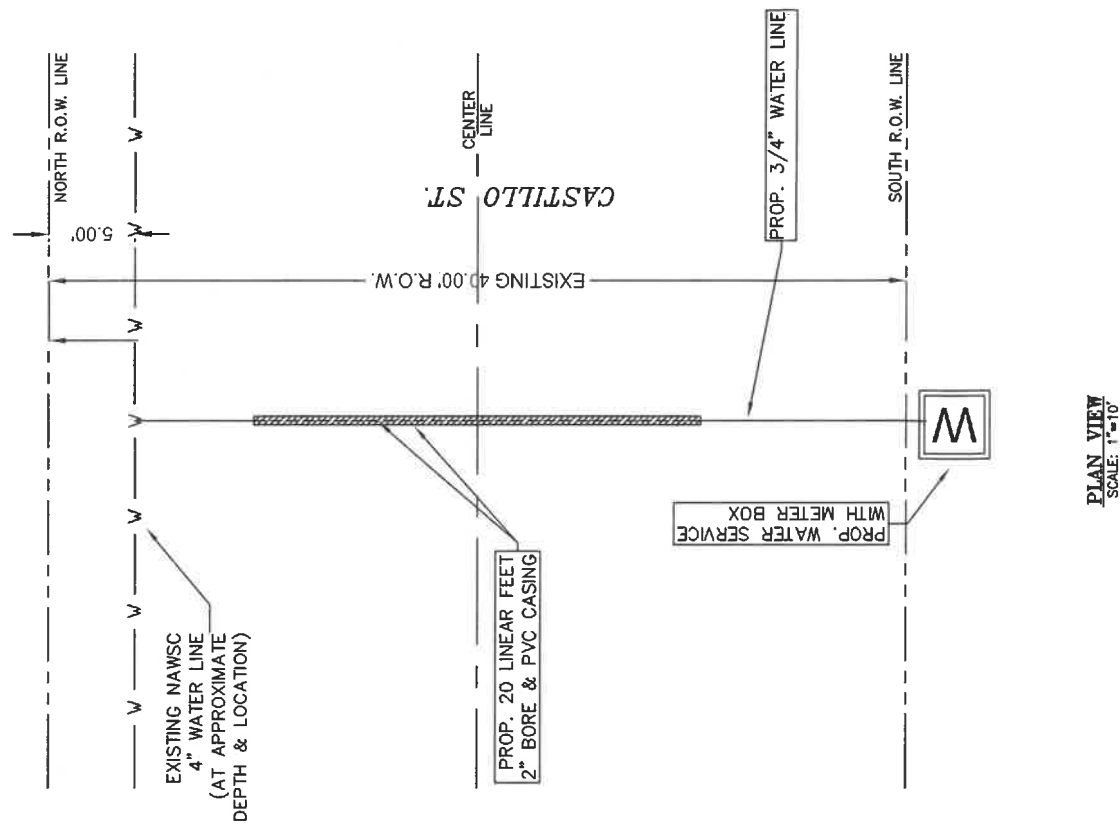 NORTH R.O.W. LINE
W W W W W W W W
5.00'
CENTER
LINE
CASTILLO ST.
EXISTING 40.00' R.O.W.
PROP. 3/4" WATER LINE
SOUTH R.O.W. LINE
EXISTING NAWSC
4" WATER LINE
(AT APPROXIMATE
DEPTH & LOCATION)
PROP. 20 LINEAR FEET
2" BORE & PVC CASING
PROP. WATER SERVICE
WITH METER BOX
W
PLAN VIEW
SCALE: 1"=10'